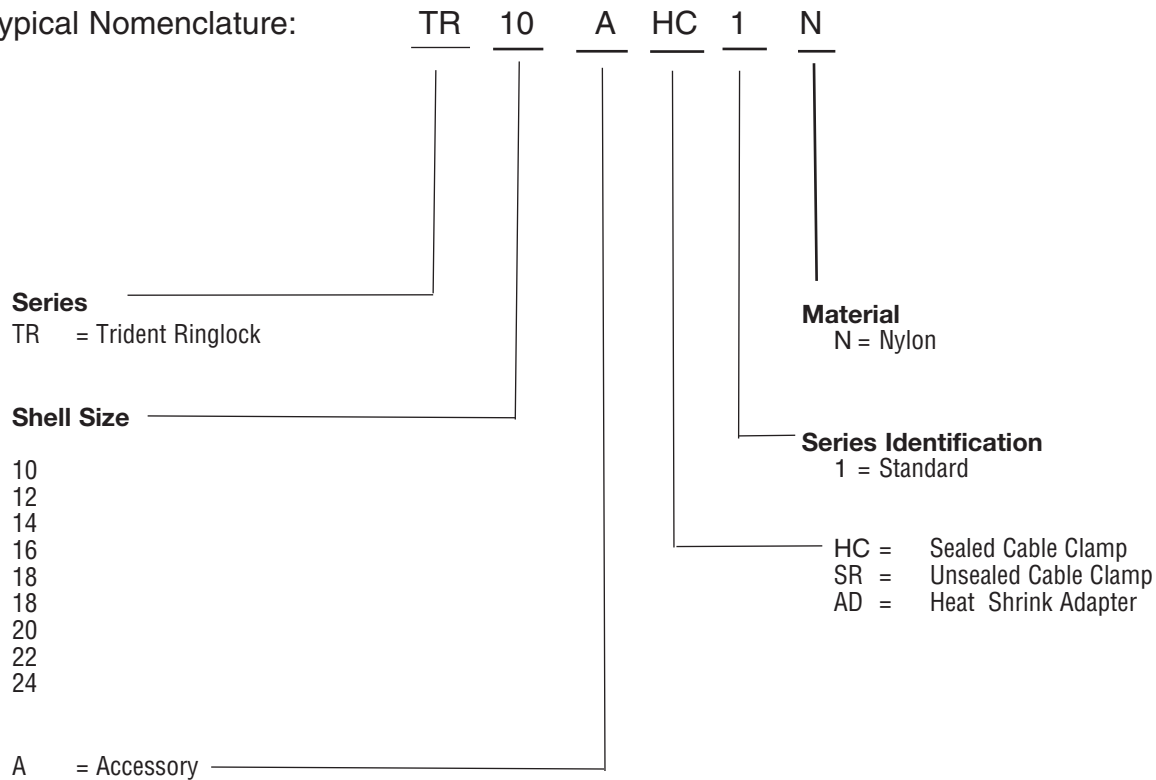 ypical Nomenclature: TR 10 A HC 1 N
Series
TR = Trident Ringlock
Shell Size
10
12
14
16
18
18
20
22
24
A = Accessory
Material
N = Nylon
Series Identification
1 = Standard
HC = Sealed Cable Clamp
SR = Unsealed Cable Clamp
AD = Heat Shrink Adapter